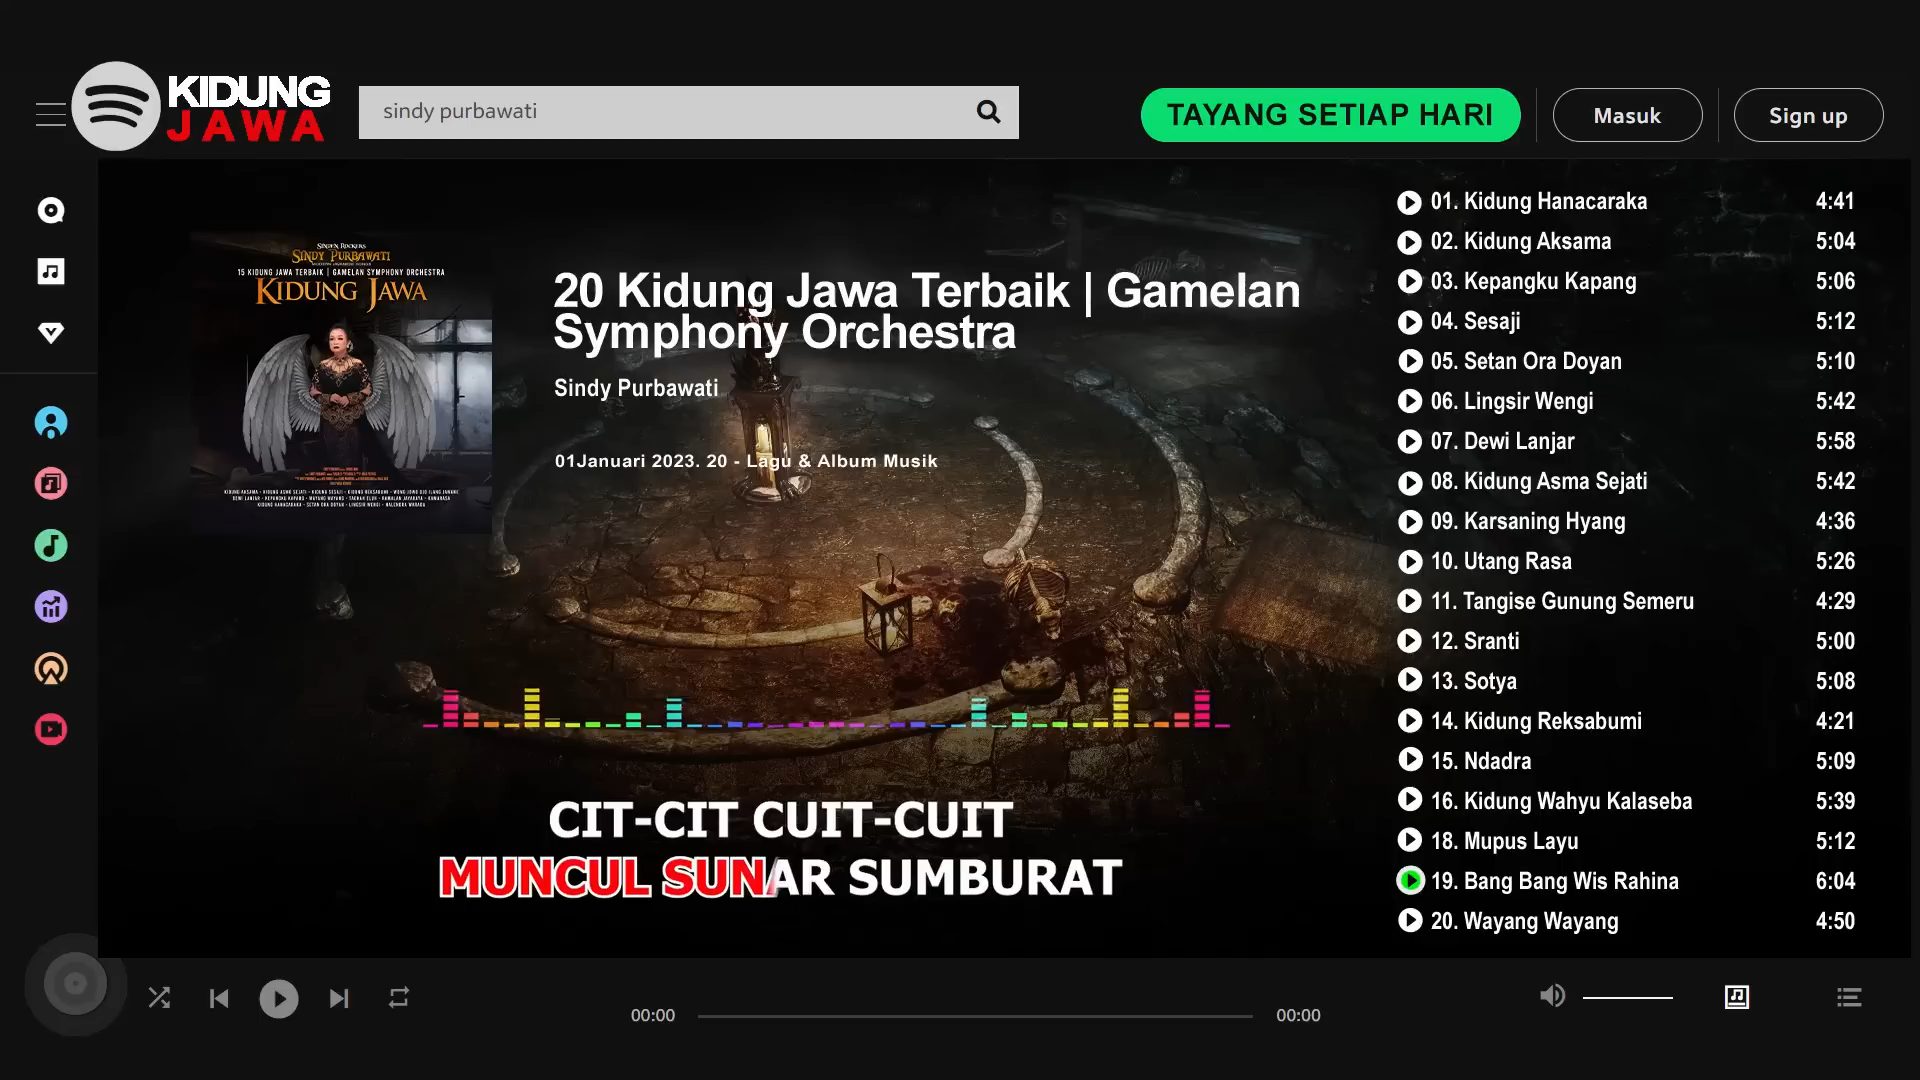 KIDUNG
JAWA
sindy purbawati
TAYANG SETIAP HARI
Masuk
Sign up
SINDEN ROCKERS
SINDY PURBAWATI
15 KIDUNG JAWA TERBAIK | GAMELAN SYMPHONY ORCHESTRA
KIDUNG JAWA
20 Kidung Jawa Terbaik | Gamelan
Symphony Orchestra
Sindy Purbawati
01Januari 2023. 20 - Lagu & Album Musik
01. Kidung Hanacaraka 4:41
02. Kidung Aksama 5:04
03. Kepangku Kapang 5:06
04. Sesaji 5:12
05. Setan Ora Doyan 5:10
06. Lingsir Wengi 5:42
07. Dewi Lanjar 5:58
08. Kidung Asma Sejati 5:42
09. Karsaning Hyang 4:36
10. Utang Rasa 5:26
11. Tangise Gunung Semeru 4:29
12. Sranti 5:00
13. Sotya 5:08
14. Kidung Reksabumi 4:21
15. Ndadra 5:09
16. Kidung Wahyu Kalaseba 5:39
18. Mupus Layu 5:12
19. Bang Bang Wis Rahina 6:04
20. Wayang Wayang 4:50
CIT-CIT CUIT-CUIT
MUNCUL SUNAR SUMBURAT
00:00
00:00